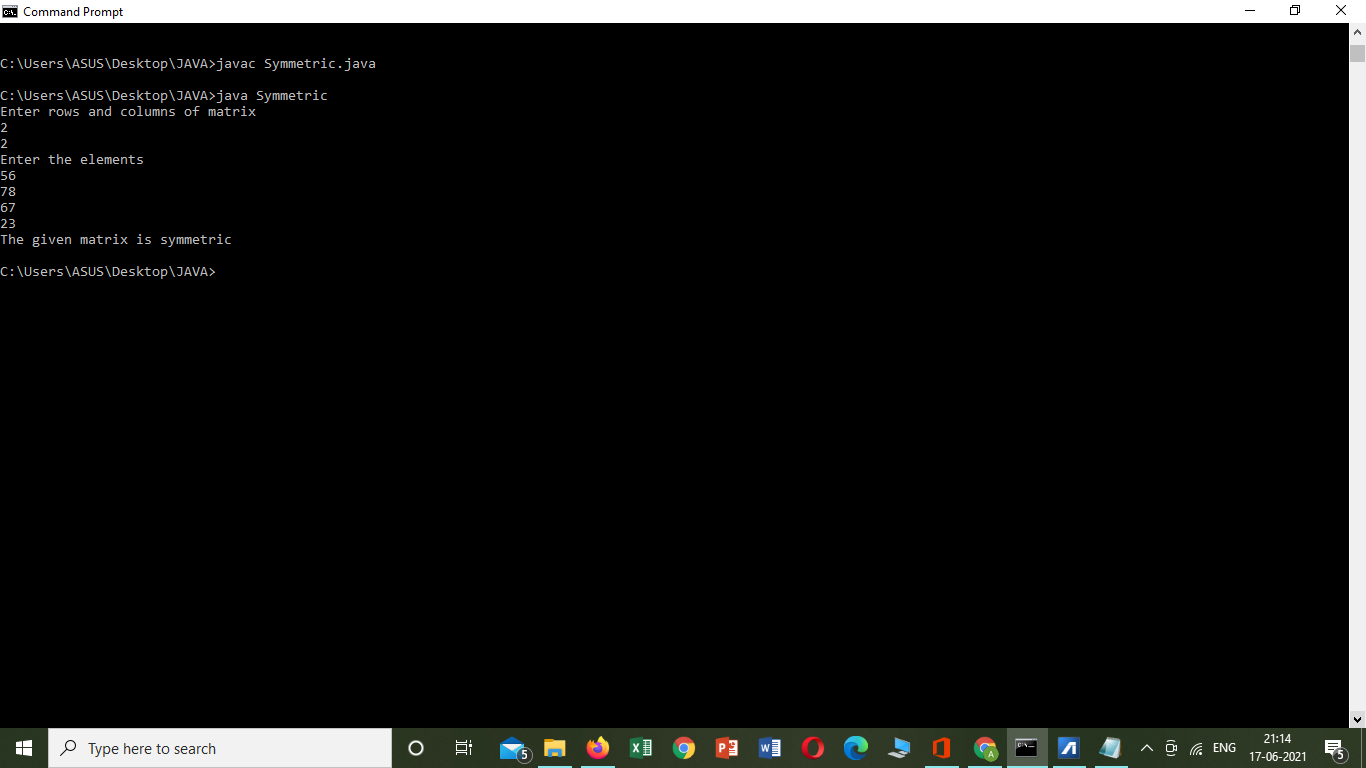 Command Prompt
C:\Users\ASUS\Desktop\JAVA>javac Symmetric.java
C:\Users\ASUS\Desktop\JAVA>java Symmetric
Enter rows and columns of matrix
2
2
Enter the elements
56
78
67
23
The given matrix is symmetric
C:\Users\ASUS\Desktop\JAVA>
Type here to search
5
ENG
21:14
17-06-2021
5